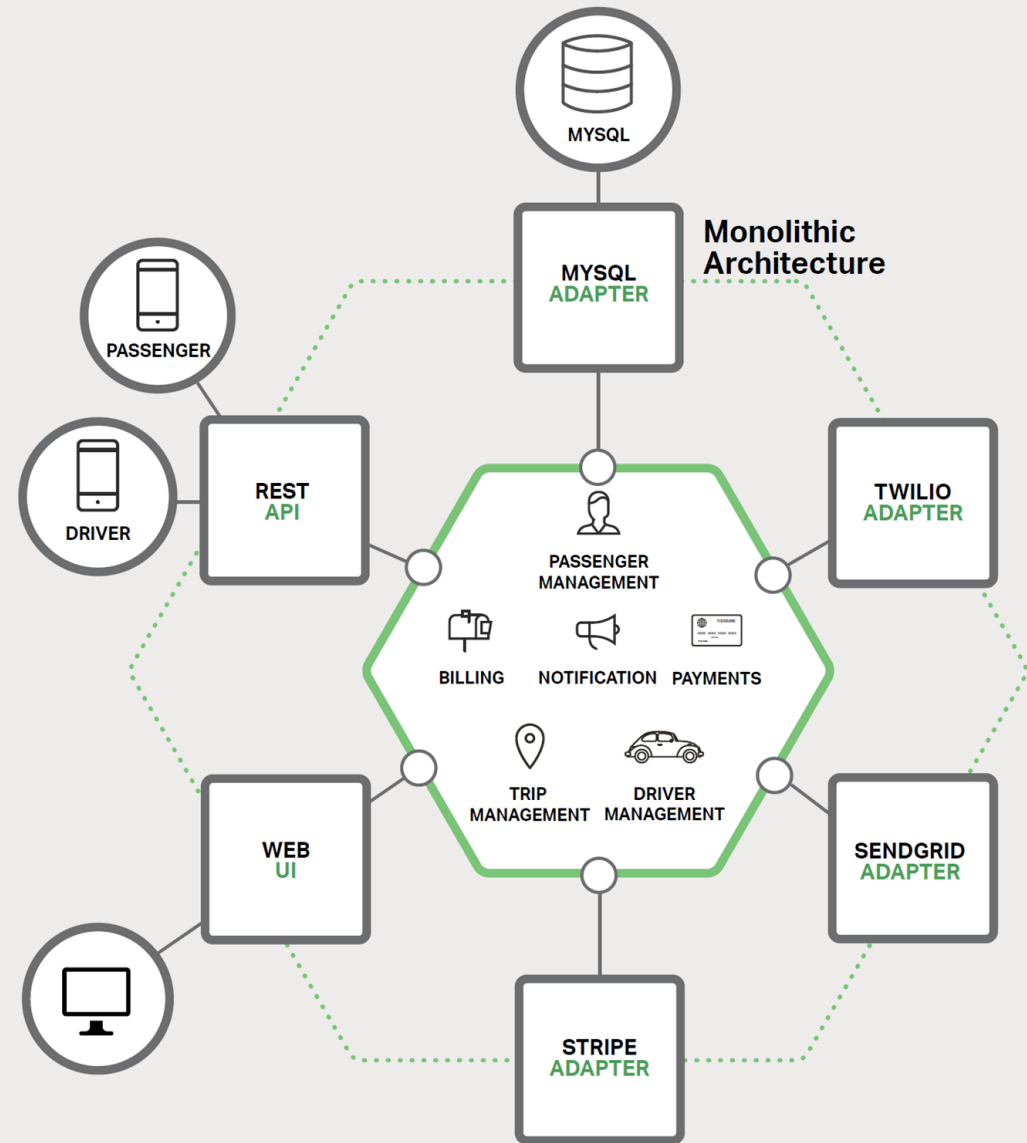 MYSQL
Monolithic
Architecture
MYSQL
ADAPTER
PASSENGER
DRIVER
REST
API
TWILIO
ADAPTER
PASSENGER
MANAGEMENT
BILLING
NOTIFICATION
PAYMENTS
TRIP
MANAGEMENT
DRIVER
MANAGEMENT
WEB
UI
SENDGRID
ADAPTER
STRIPE
ADAPTER